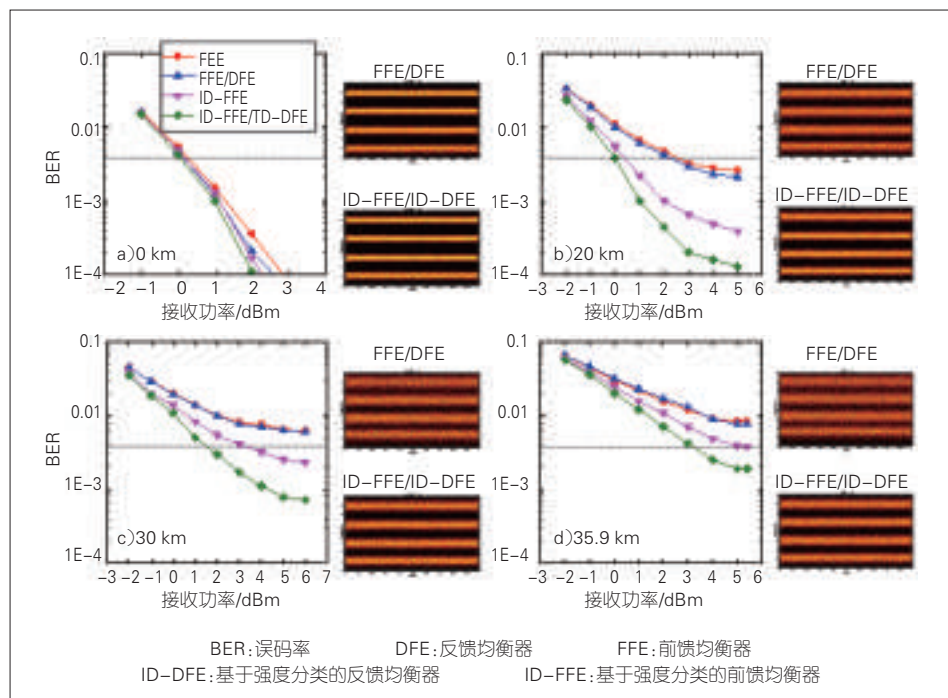 0.1
0.01
1E-3
1E-4
BER
FEE
FFE/DFE
ID-FFE
ID-FFE/TD-DFE
a)0 km
-2 -1 0 1 2 3 4
接收功率/dBm
FFE/DFE
ID-FFE/ID-DFE
0.1
0.01
1E-3
1E-4
BER
b)20 km
-3 -2 -1 0 1 2 3 4 5 6
接收功率/dBm
FFE/DFE
ID-FFE/ID-DFE
0.1
0.01
1E-3
1E-4
BER
c)30 km
-3 -2 -1 0 1 2 3 4 5 6 7
接收功率/dBm
FFE/DFE
ID-FFE/ID-DFE
0.1
0.01
1E-3
1E-4
BER
d)35.9 km
-3 -2 -1 0 1 2 3 4 5 6
接收功率/dBm
FFE/DFE
ID-FFE/ID-DFE
BER:误码率 DFE:反馈均衡器 FFE:前馈均衡器
ID-DFE:基于强度分类的反馈均衡器 ID-FFE:基于强度分类的前馈均衡器